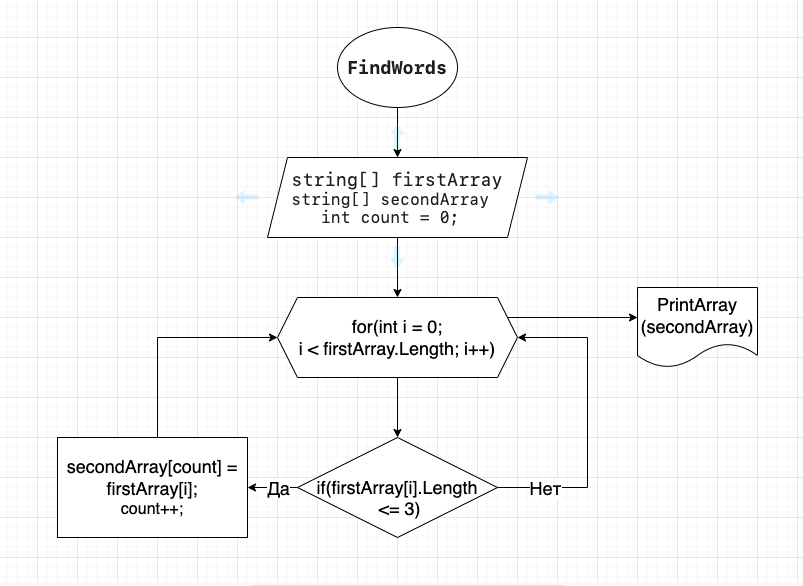 FindWords
string[] firstArray
string[] secondArray
int count = 0;
for(int i = 0;
i < firstArray.Length; i++)
PrintArray
(secondArray)
secondArray[count] =
firstArray[i];
count++;
Да
if(firstArray[i].Length
<= 3)
Нет